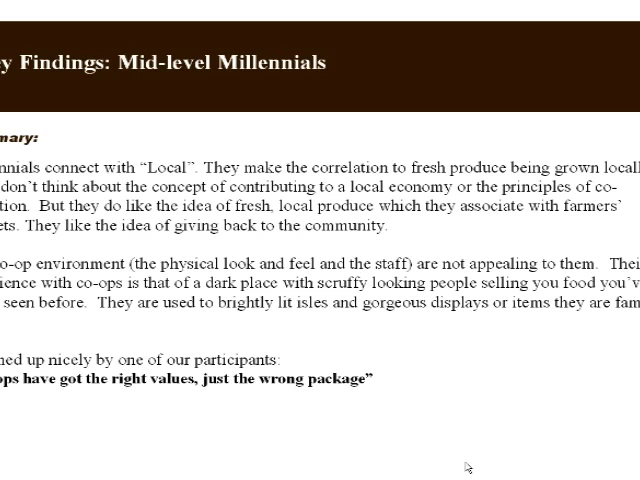 y Findings: Mid-level Millennials
mary:
nnials connect with “Local”. They make the correlation to fresh produce being grown locall
don’t think about the concept of contributing to a local economy or the principles of co-
tion. But they do like the idea of fresh, local produce which they associate with farmers’
ets. They like the idea of giving back to the community.
o-op environment (the physical look and feel and the staff) are not appealing to them. Thei
ience with co-ops is that of a dark place with scruffy looking people selling you food you’v
seen before. They are used to brightly lit isles and gorgeous displays or items they are fam
ned up nicely by one of our participants:
ops have got the right values, just the wrong package”